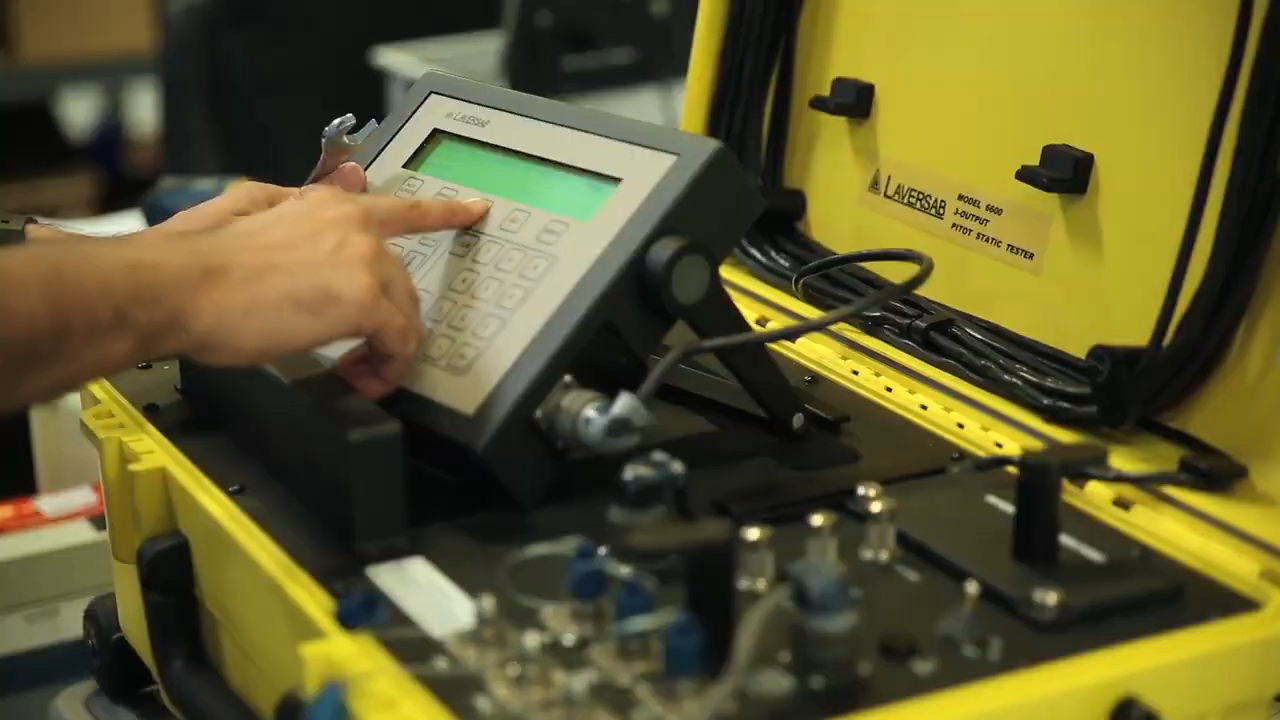 LAVERSAB
LAVERSAB
MODEL 6600
3-OUTPUT
PITOT STATIC TESTER